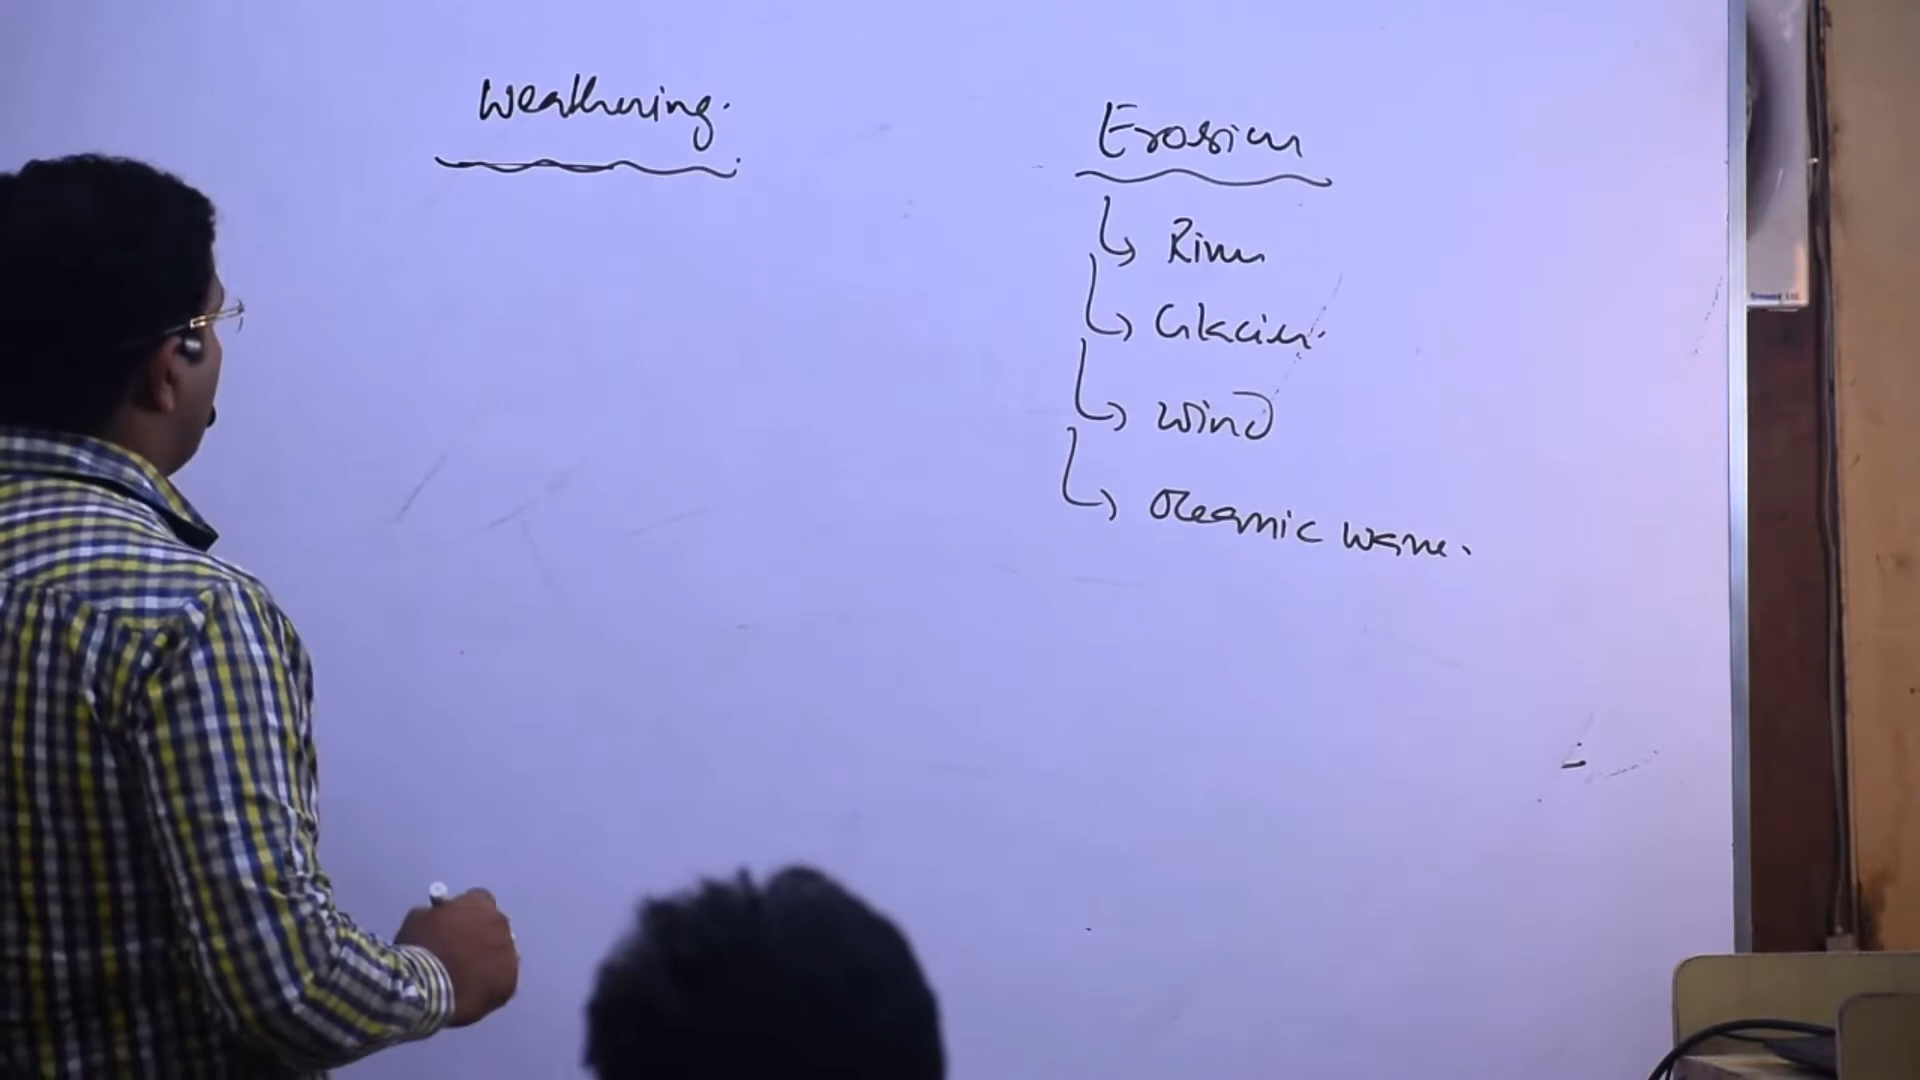 Weathering.
Erosion
River
Glacier.
Wind
Oceanic wave.